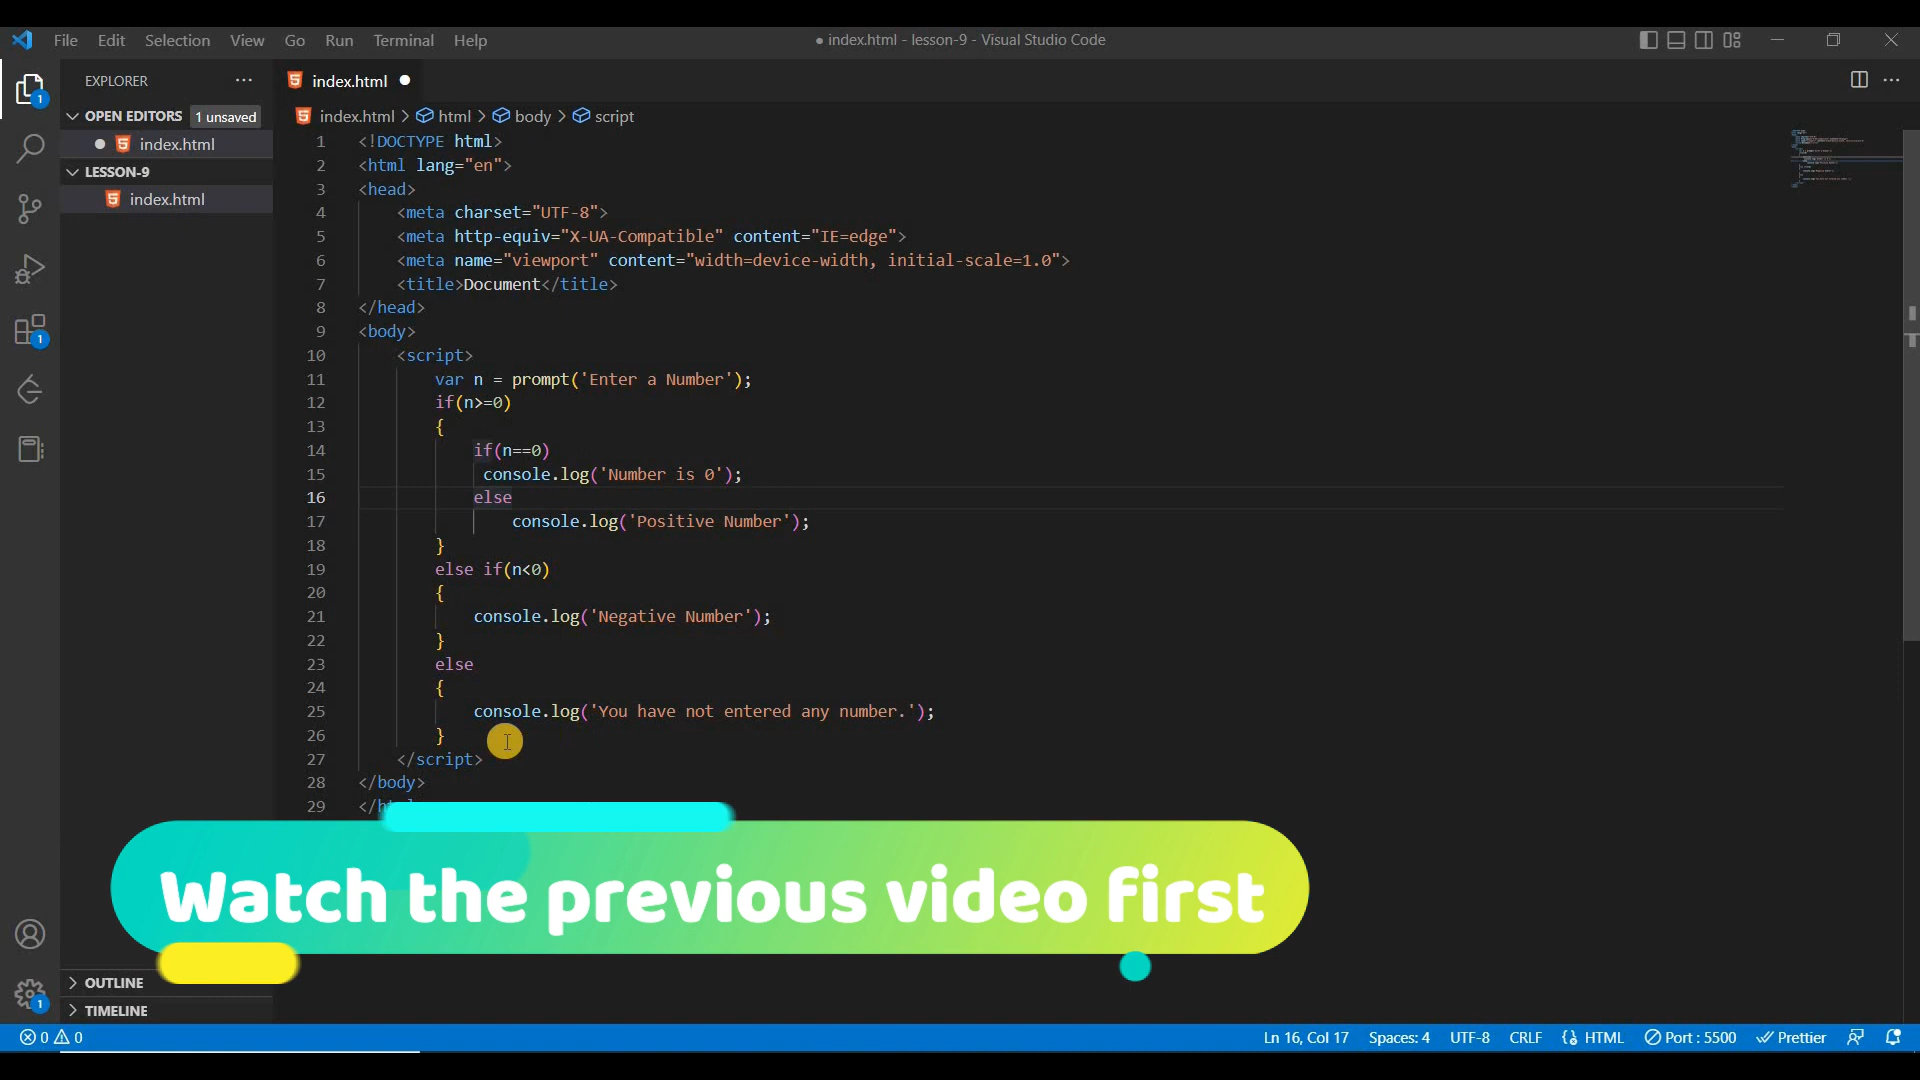 File Edit Selection View Go Run Terminal Help
● index.html - lesson-9 - Visual Studio Code
EXPLORER
OPEN EDITORS 1 unsaved
index.html
LESSON-9
index.html
OUTLINE
TIMELINE
index.html
index.html > html > body > script
1 <!DOCTYPE html>
2 <html lang="en">
3 <head>
4 <meta charset="UTF-8">
5 <meta http-equiv="X-UA-Compatible" content="IE=edge">
6 <meta name="viewport" content="width=device-width, initial-scale=1.0">
7 <title>Document</title>
8 </head>
9 <body>
10 <script>
11 var n = prompt('Enter a Number');
12 if(n>=0)
13 {
14 if(n==0)
15 console.log('Number is 0');
16 else
17 console.log('Positive Number');
18 }
19 else if(n<0)
20 {
21 console.log('Negative Number');
22 }
23 else
24 {
25 console.log('You have not entered any number.');
26 }
27 </script>
28 </body>
29
Watch the previous video first
0 0
Ln 16, Col 17 Spaces: 4 UTF-8 CRLF HTML Port : 5500 Prettier
1
1
1